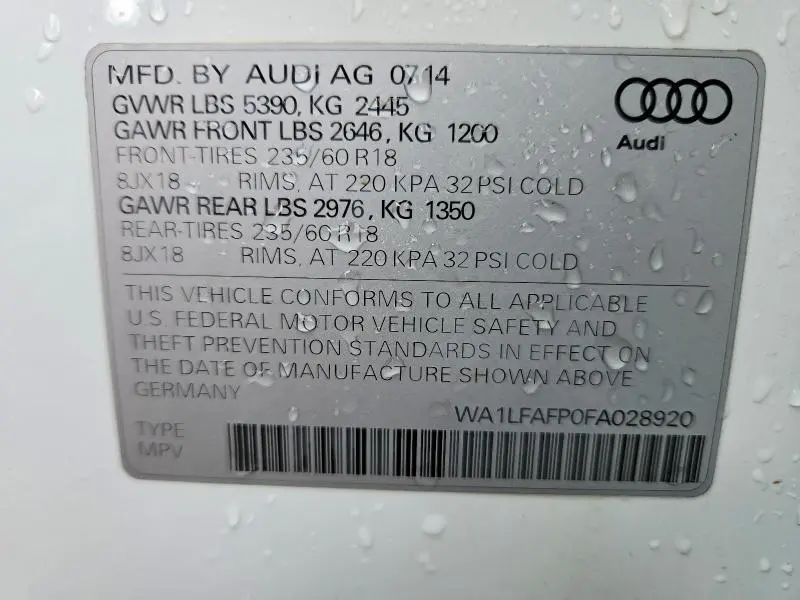 MFD. BY AUDI AG 0714
GVWR LBS 5390, KG 2445
GAWR FRONT LBS 2646, KG 1200
FRONT-TIRES 235/60 R18
8JX18 RIMS, AT 220 KPA 32 PSI COLD
GAWR REAR LBS 2976, KG 1350
REAR-TIRES 235/60 R18
8JX18 RIMS, AT 220 KPA 32 PSI COLD
Audi
THIS VEHICLE CONFORMS TO ALL APPLICABLE
U.S. FEDERAL MOTOR VEHICLE SAFETY AND
THEFT PREVENTION STANDARDS IN EFFECT ON
THE DATE OF MANUFACTURE SHOWN ABOVE
GERMANY
WA1LFAFP0FA028920
TYPE
MPV